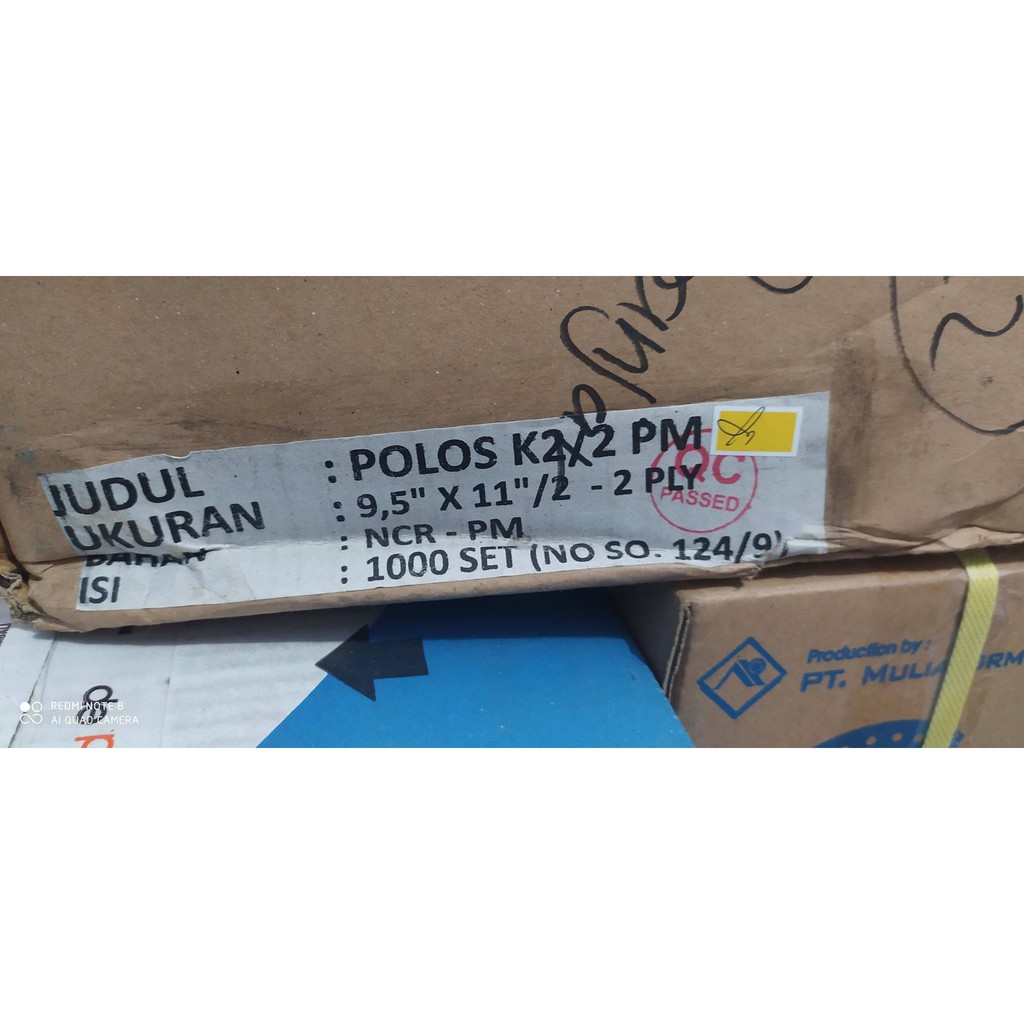 JUDUL : POLOS K2X2 PM
UKURAN : 9,5" X 11"/2 - 2 PLY
BAHAN : NCR - PM
ISI : 1000 SET (NO SO. 124/9)
QC
PASSED
Production by :
PT. MULIA
REDMI NOTE 8
AI QUAD CAMERA